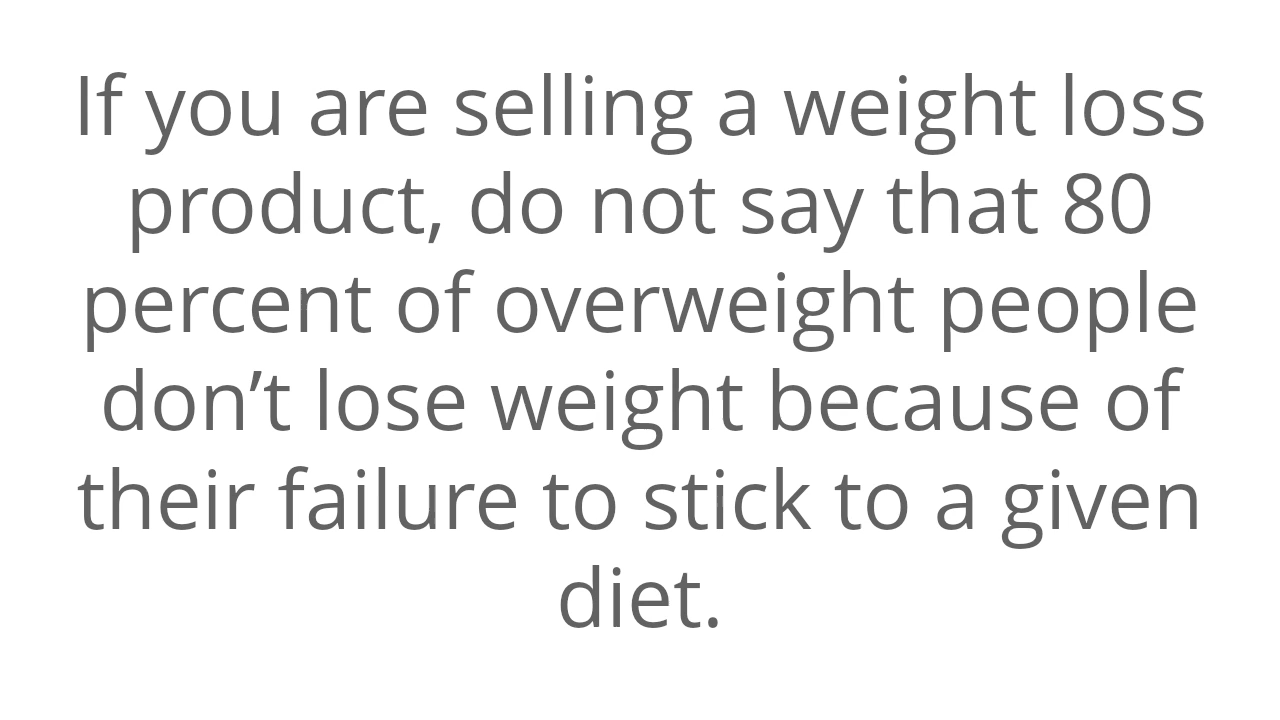 If you are selling a weight loss
product, do not say that 80
percent of overweight people
don’t lose weight because of
their failure to stick to a given
diet.